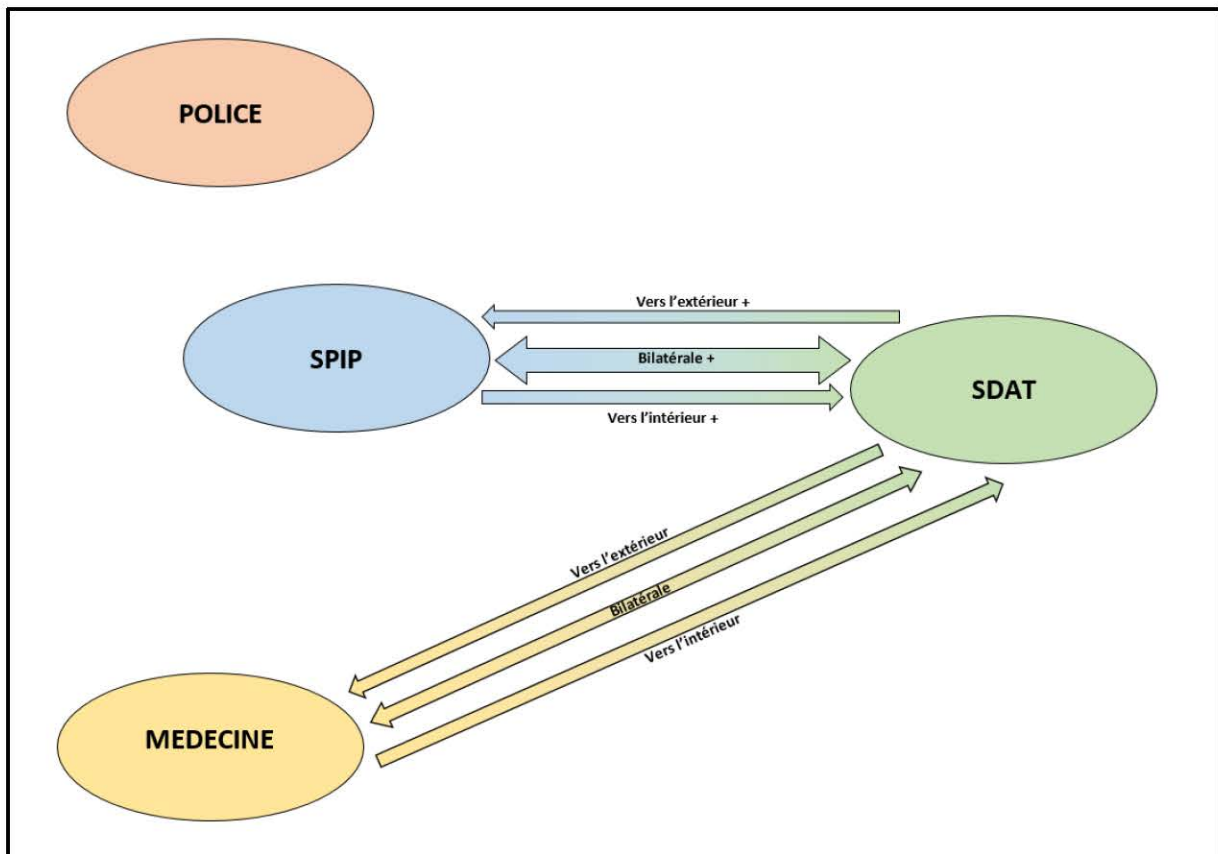 POLICE
Vers l’extérieur +
SPIP
Bilatérale +
SDAT
Vers l’intérieur +
Vers l’extérieur
Bilatérale
Vers l’intérieur
MEDECINE